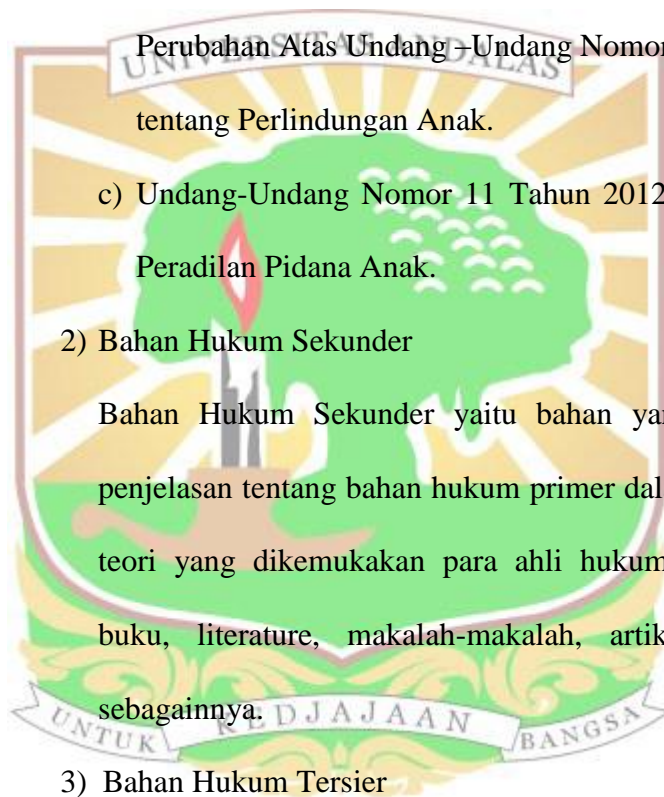 UNIVERSITAS ANDALAS
Perubahan Atas Undang –Undang Nomor
tentang Perlindungan Anak.
c) Undang-Undang Nomor 11 Tahun 2012
Peradilan Pidana Anak.
2) Bahan Hukum Sekunder
Bahan Hukum Sekunder yaitu bahan yan
penjelasan tentang bahan hukum primer dal
teori yang dikemukakan para ahli hukum
buku, literature, makalah-makalah, artik
sebagainnya.
UNTUK KEDJAJAAN BANGSA
3) Bahan Hukum Tersier